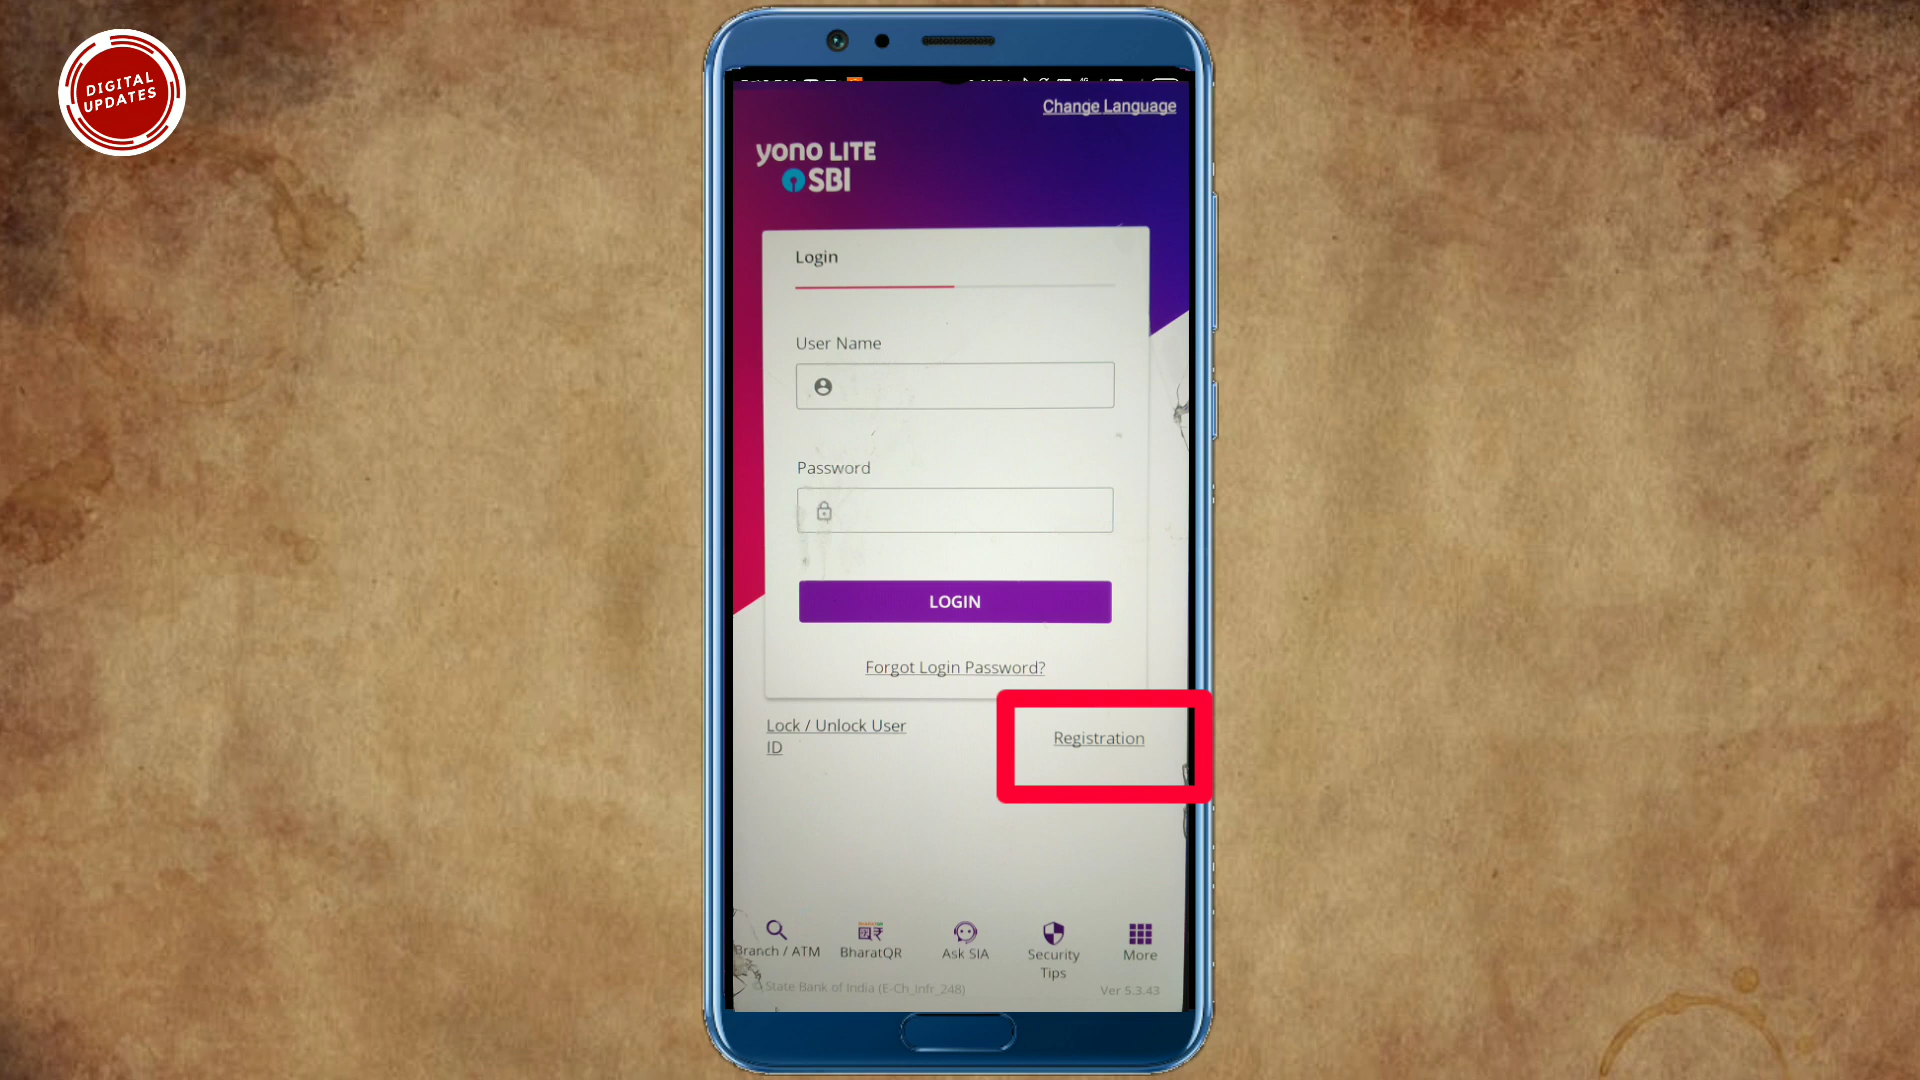 DIGITAL
UPDATES
Change Language
yono LITE
SBI
Login
User Name
Password
LOGIN
Forgot Login Password?
Lock / Unlock User
ID
Registration
Branch / ATM
BharatQR
Ask SIA
Security
Tips
More
© State Bank of India (E-Ch_Infr_248)
Ver 5.3.43